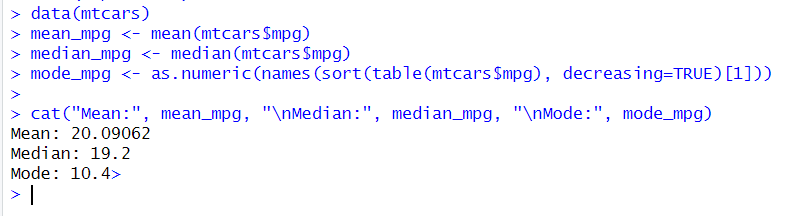 > data(mtcars)
> mean_mpg <- mean(mtcars$mpg)
> median_mpg <- median(mtcars$mpg)
> mode_mpg <- as.numeric(names(sort(table(mtcars$mpg), decreasing=TRUE)[1]))
>
> cat("Mean:", mean_mpg, "\nMedian:", median_mpg, "\nMode:", mode_mpg)
Mean: 20.09062
Median: 19.2
Mode: 10.4>
>